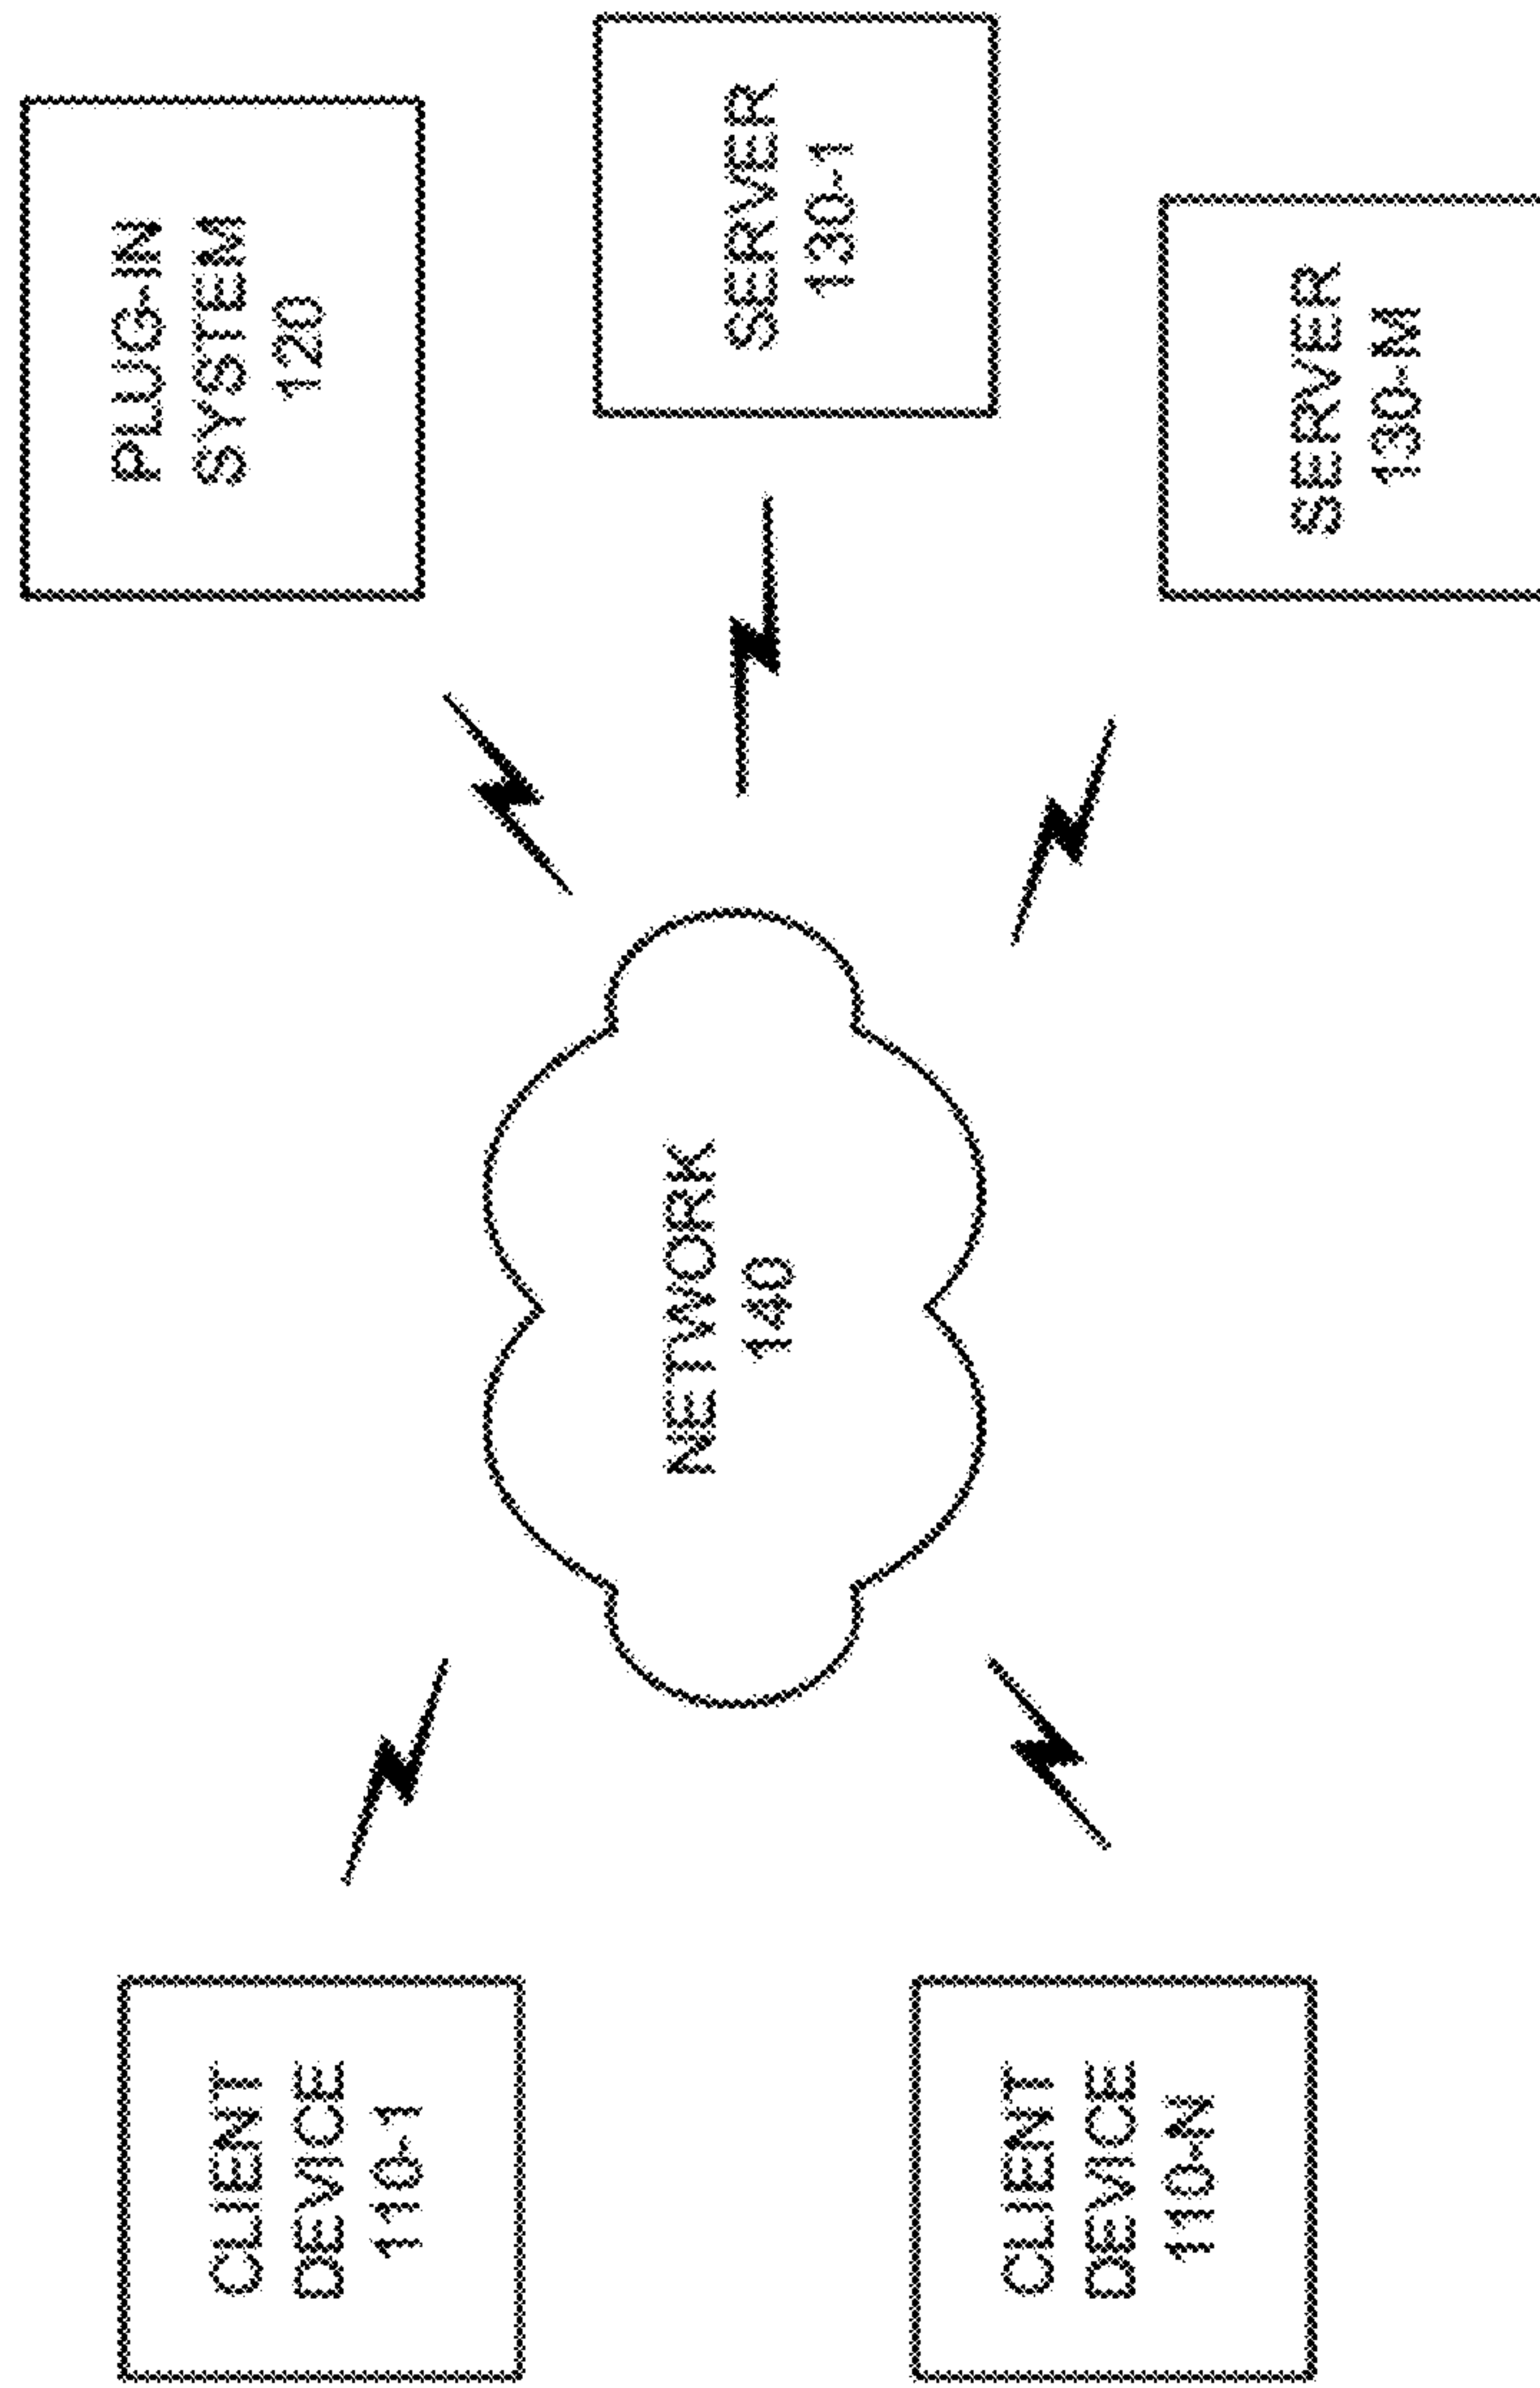 CLIENT
DEVICE
110-1
CLIENT
DEVICE
110-N
NETWORK
140
PLUG-IN
SYSTEM
120
SERVER
130-1
SERVER
130-M